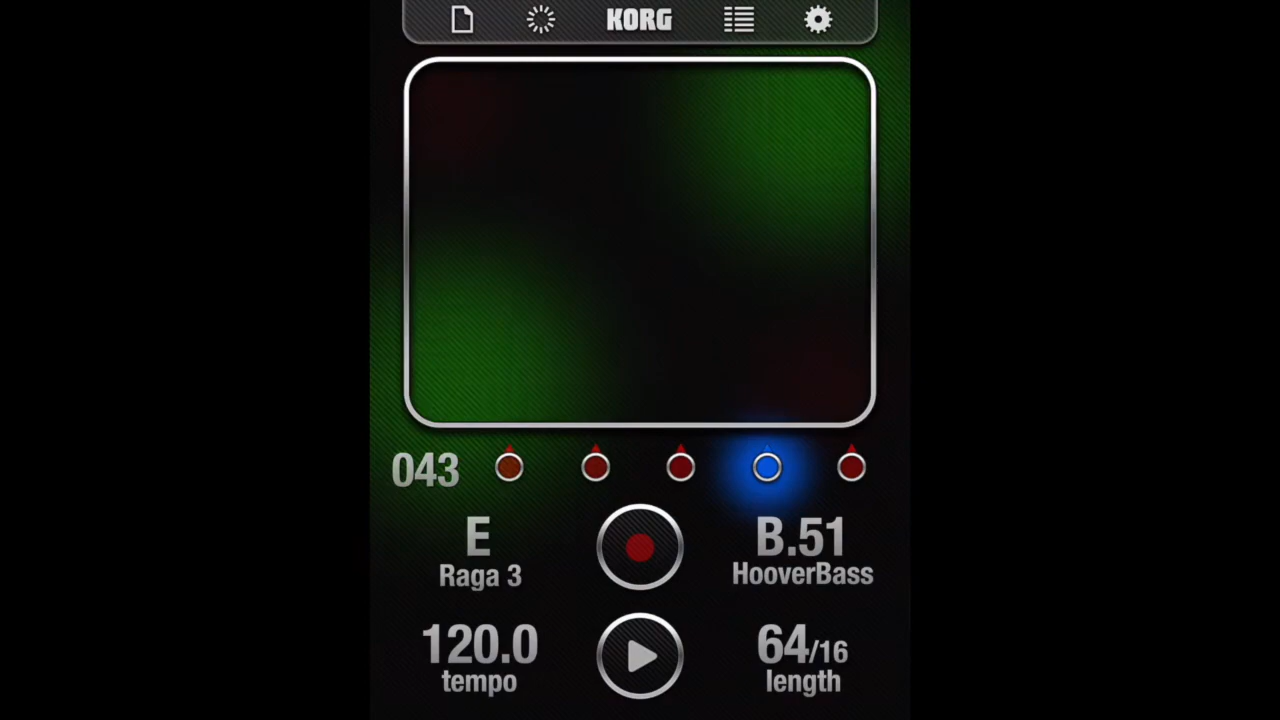 KORG
043
E
Raga 3
B.51
HooverBass
120.0
tempo
64/16
length